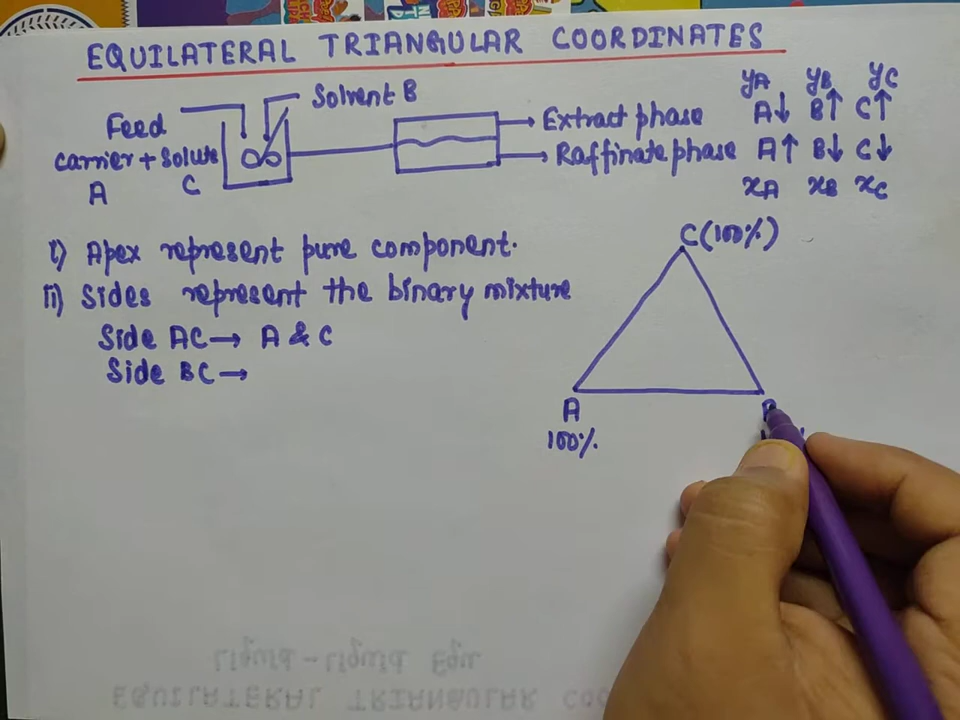 EQUILATERAL TRIANGULAR COORDINATES
Solvent B
yA yB yC
Feed
Extract phase A↓ B↑ C↑
Carrier + Solute
Raffinate phase A↑ B↓ C↓
A C
xA xB xC
C(100%)
i) Apex represent pure component.
ii) Sides represent the binary mixture
Side AC→ A & C
Side BC→
A
100%